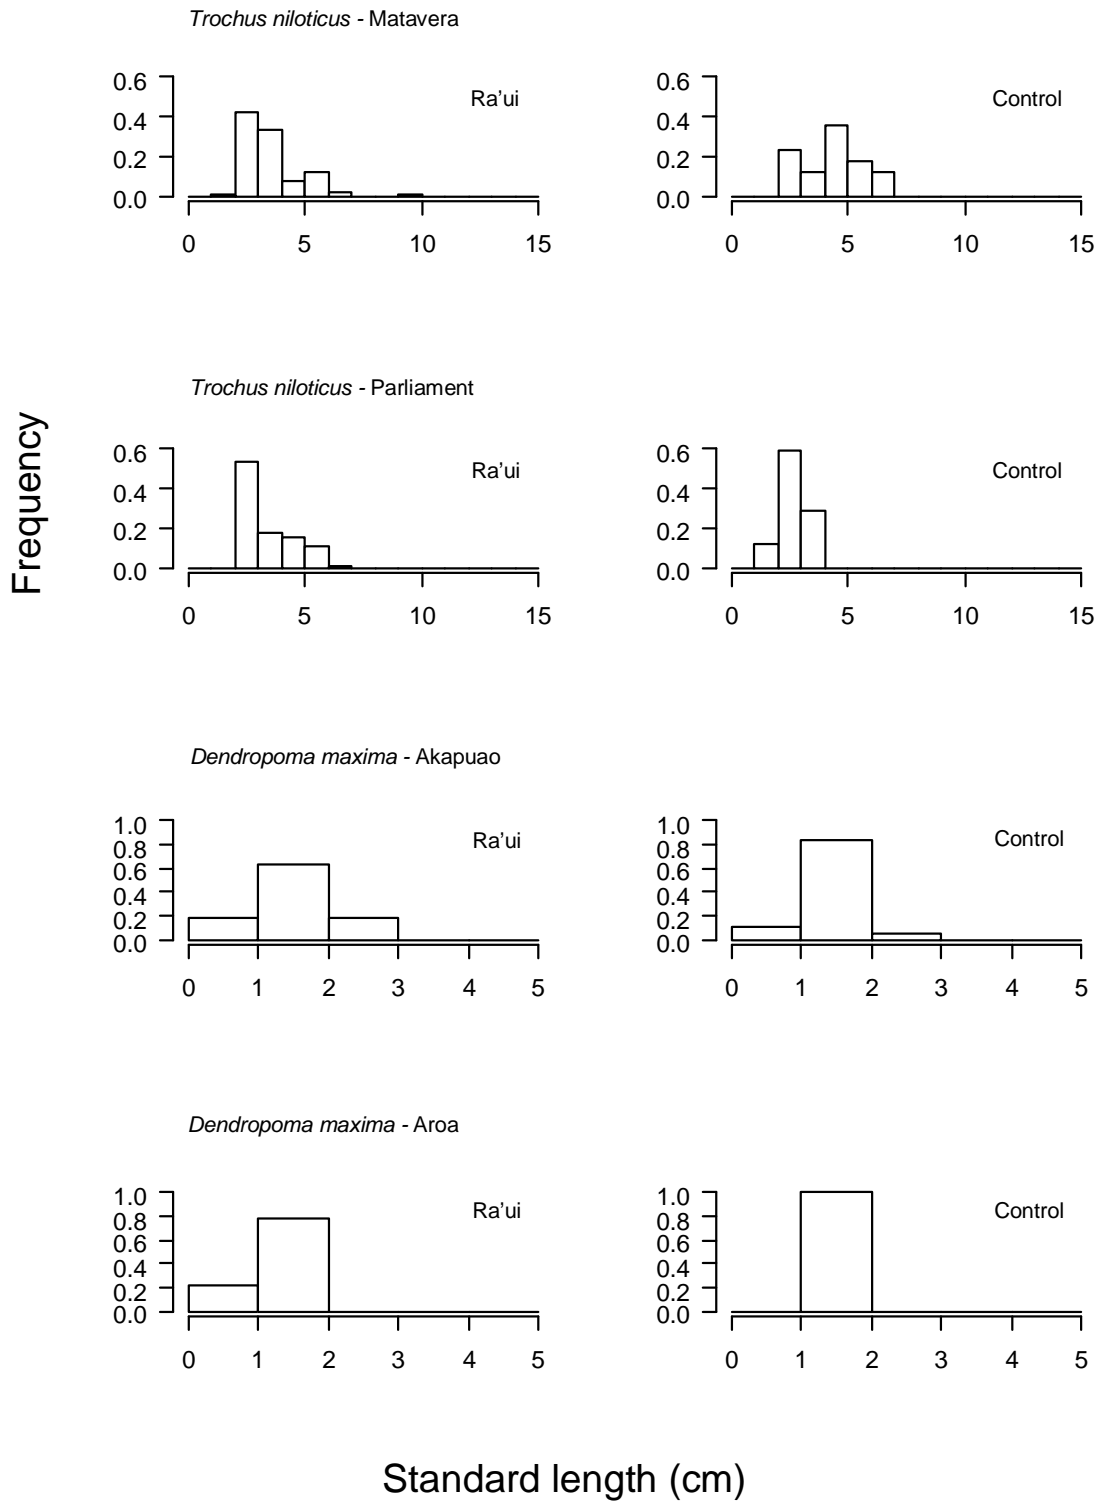 Trochus niloticus - Matavera
0.6
0.4
0.2
0.0
Ra'ui
0 5 10 15
0.6
0.4
0.2
0.0
Control
0 5 10 15
Trochus niloticus - Parliament
0.6
0.4
0.2
0.0
Ra'ui
0 5 10 15
0.6
0.4
0.2
0.0
Control
0 5 10 15
Frequency
Dendropoma maxima - Akapuao
1.0
0.8
0.6
0.4
0.2
0.0
Ra'ui
0 1 2 3 4 5
1.0
0.8
0.6
0.4
0.2
0.0
Control
0 1 2 3 4 5
Dendropoma maxima - Aroa
1.0
0.8
0.6
0.4
0.2
0.0
Ra'ui
0 1 2 3 4 5
1.0
0.8
0.6
0.4
0.2
0.0
Control
0 1 2 3 4 5
Standard length (cm)